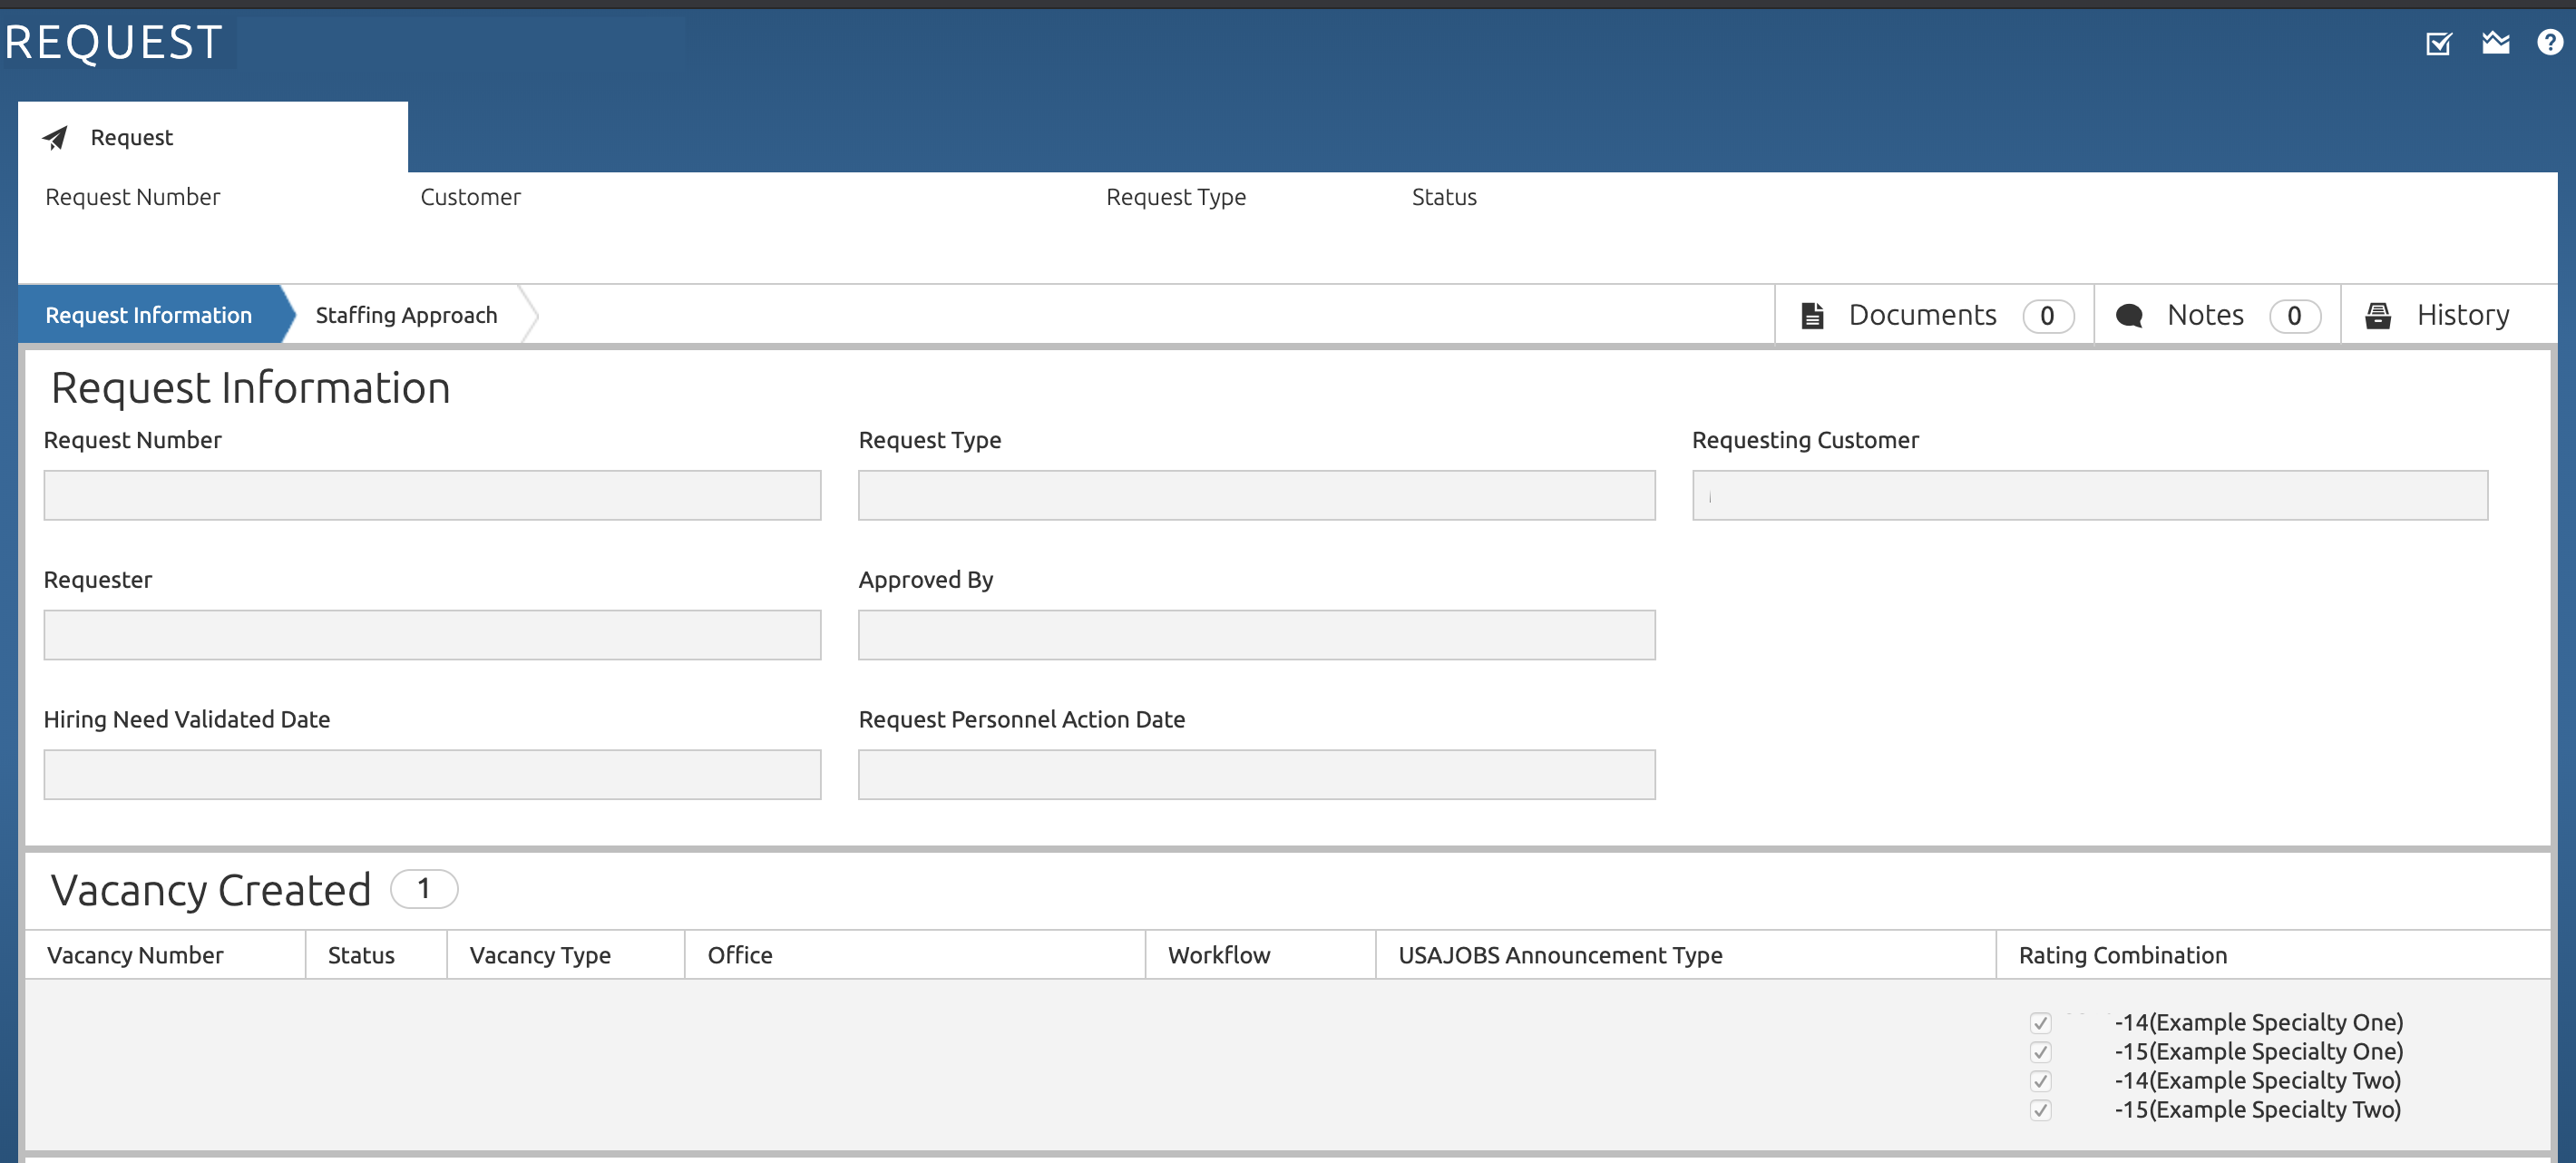 REQUEST
Request
Request Number Customer Request Type Status
Request Information Staffing Approach Documents 0 Notes 0 History
Request Information
Request Number Request Type Requesting Customer
Requester Approved By
Hiring Need Validated Date Request Personnel Action Date
Vacancy Created 1
Vacancy Number Status Vacancy Type Office Workflow USAJOBS Announcement Type Rating Combination
-14(Example Specialty One)
-15(Example Specialty One)
-14(Example Specialty Two)
-15(Example Specialty Two)